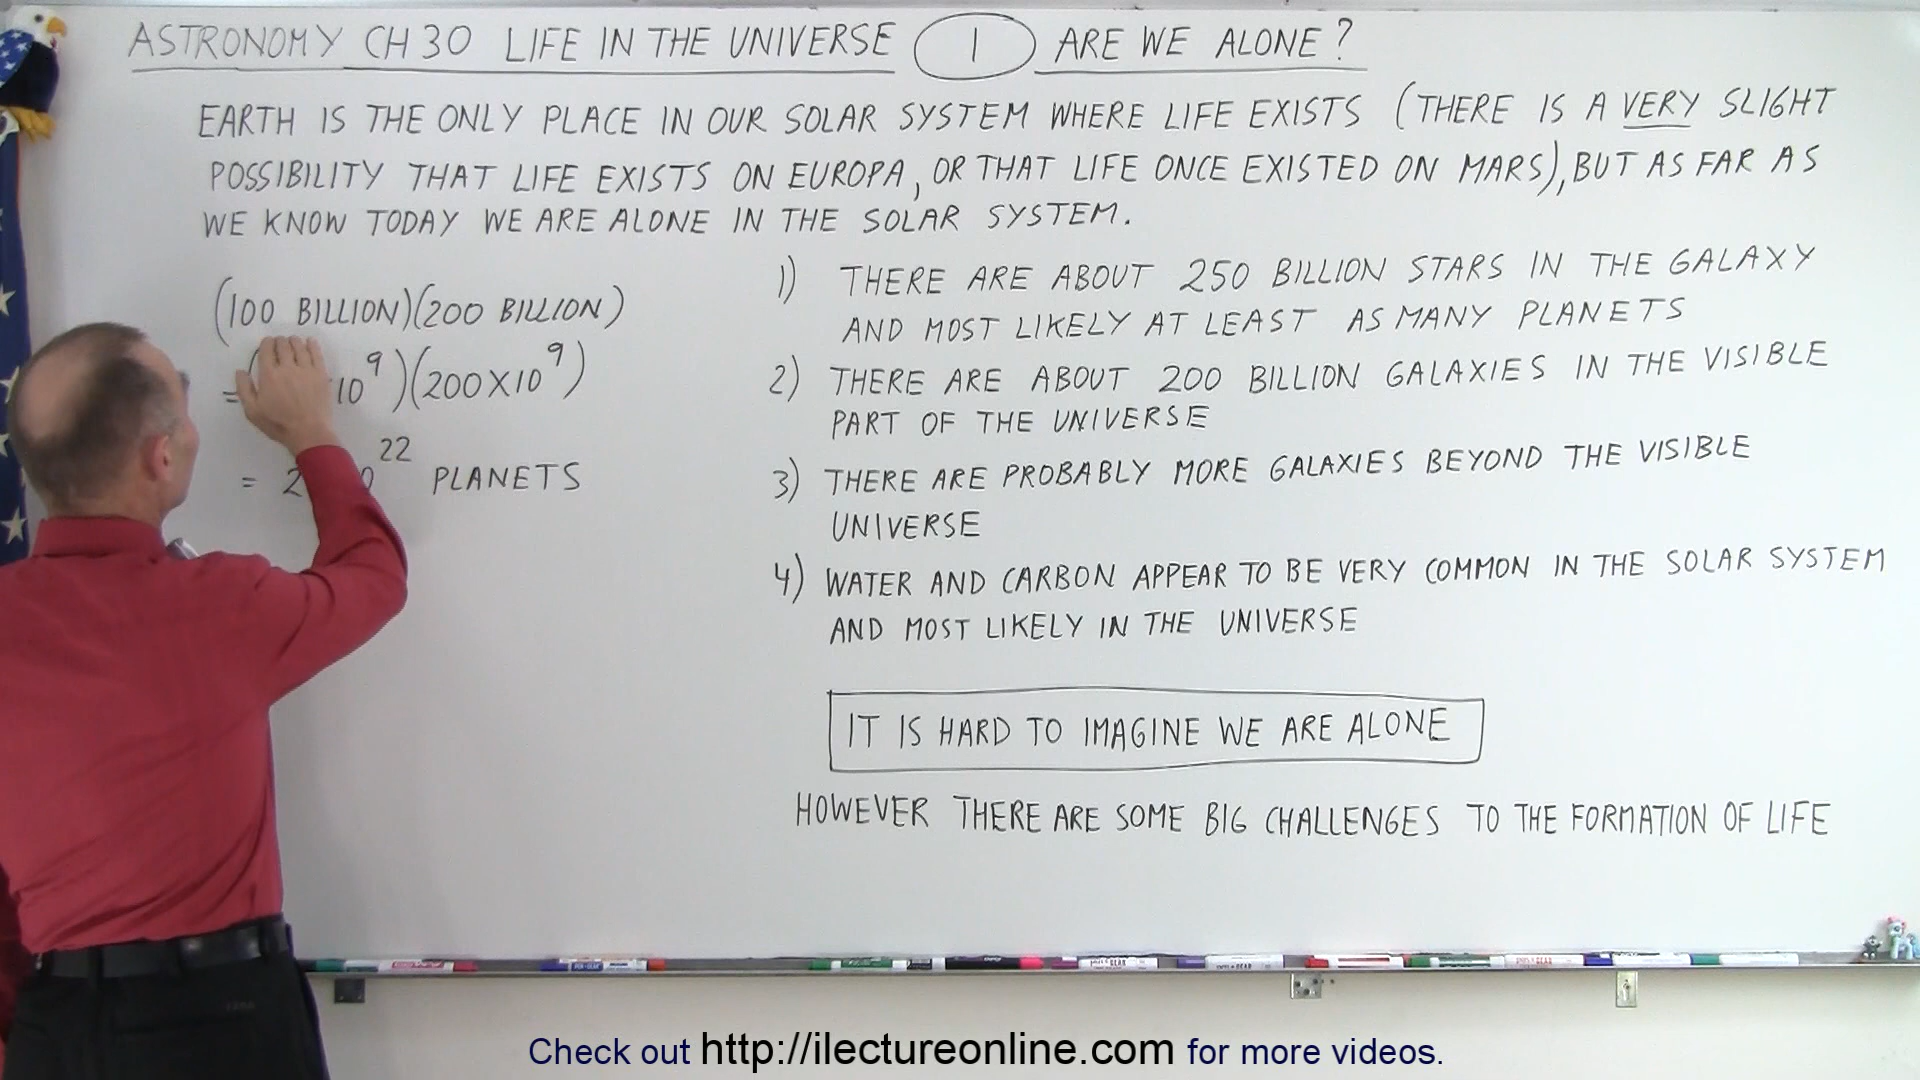 ASTRONOMY CH 30 LIFE IN THE UNIVERSE 1 ARE WE ALONE?
EARTH IS THE ONLY PLACE IN OUR SOLAR SYSTEM WHERE LIFE EXISTS (THERE IS A VERY SLIGHT
POSSIBILITY THAT LIFE EXISTS ON EUROPA, OR THAT LIFE ONCE EXISTED ON MARS), BUT AS FAR AS
WE KNOW TODAY WE ARE ALONE IN THE SOLAR SYSTEM.
(100 BILLION)(200 BILLION)
10⁹)(200X10⁹)
= 2 22 PLANETS
1) THERE ARE ABOUT 250 BILLION STARS IN THE GALAXY
AND MOST LIKELY AT LEAST AS MANY PLANETS
2) THERE ARE ABOUT 200 BILLION GALAXIES IN THE VISIBLE
PART OF THE UNIVERSE
3) THERE ARE PROBABLY MORE GALAXIES BEYOND THE VISIBLE
UNIVERSE
4) WATER AND CARBON APPEAR TO BE VERY COMMON IN THE SOLAR SYSTEM
AND MOST LIKELY IN THE UNIVERSE
IT IS HARD TO IMAGINE WE ARE ALONE
HOWEVER THERE ARE SOME BIG CHALLENGES TO THE FORMATION OF LIFE
Check out http://ilectureonline.com for more videos.